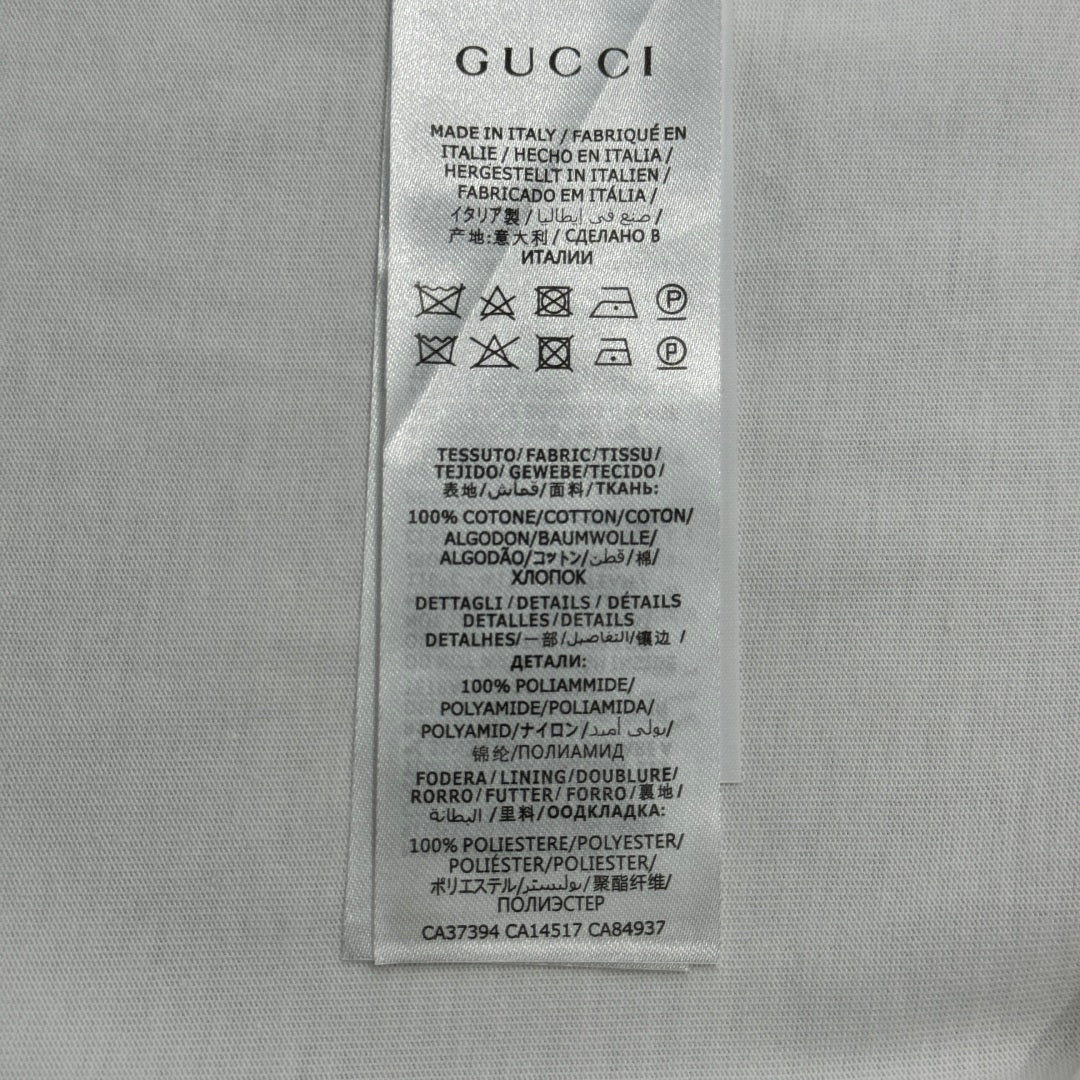 GUCCI
MADE IN ITALY / FABRIQUÉ EN
ITALIE / HECHO EN ITALIA /
HERGESTELLT IN ITALIEN /
FABRICADO EM ITÁLIA /
イタリア製 / صنع في إيطاليا /
产地:意大利 / СДЕЛАНО В
ИТАЛИИ
TESSUTO/FABRIC/TISSU/
TEJIDO/GEWEBE/TECIDO/
表地/قماش/面料/ТКАНЬ:
100% COTONE/COTTON/COTON/
ALGODON/BAUMWOLLE/
ALGODÃO/コットン/قطن/棉/
ХЛОПОК
DETTAGLI/DETAILS/DÉTAILS
DETALLES/DETAILS
DETALHES/一部/التفاصيل/镶边 /
ДЕТАЛИ:
100% POLIAMMIDE/
POLYAMIDE/POLIAMIDA/
POLYAMID/ナイロン/بولي أميد/
锦纶/ПОЛИАМИД
FODERA/LINING/DOUBLURE/
RORRO/FUTTER/FORRO/裏地/
البطانة /里料/ООДКЛАДКА:
100% POLIESTERE/POLYESTER/
POLIÉSTER/POLIESTER/
ポリエステル/بوليستر/聚酯纤维/
ПОЛИЭСТЕР
CA37394 CA14517 CA84937